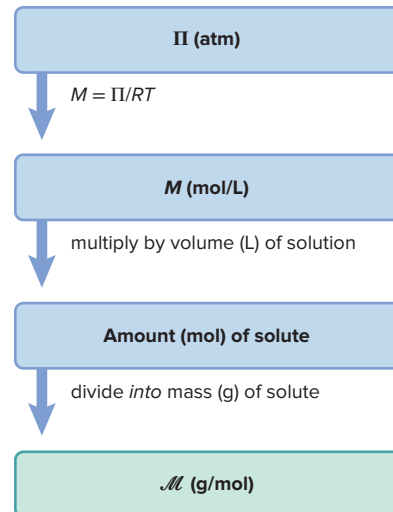 Π (atm)
M = Π/RT
M (mol/L)
multiply by volume (L) of solution
Amount (mol) of solute
divide into mass (g) of solute
ℳ (g/mol)